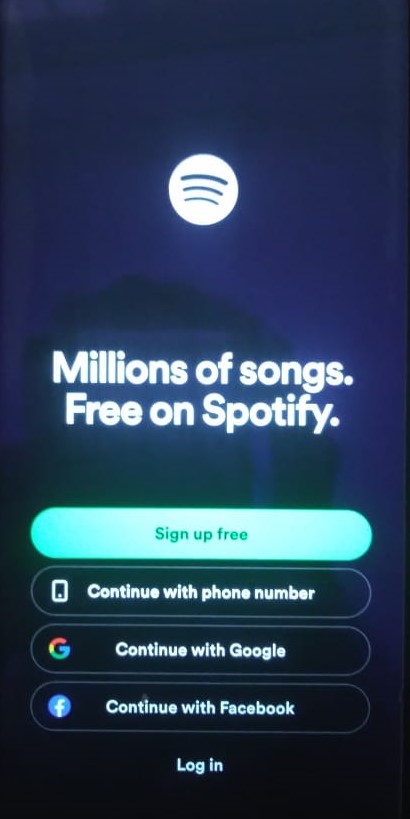 Millions of songs.
Free on Spotify.
Sign up free
Continue with phone number
Continue with Google
Continue with Facebook
Log in